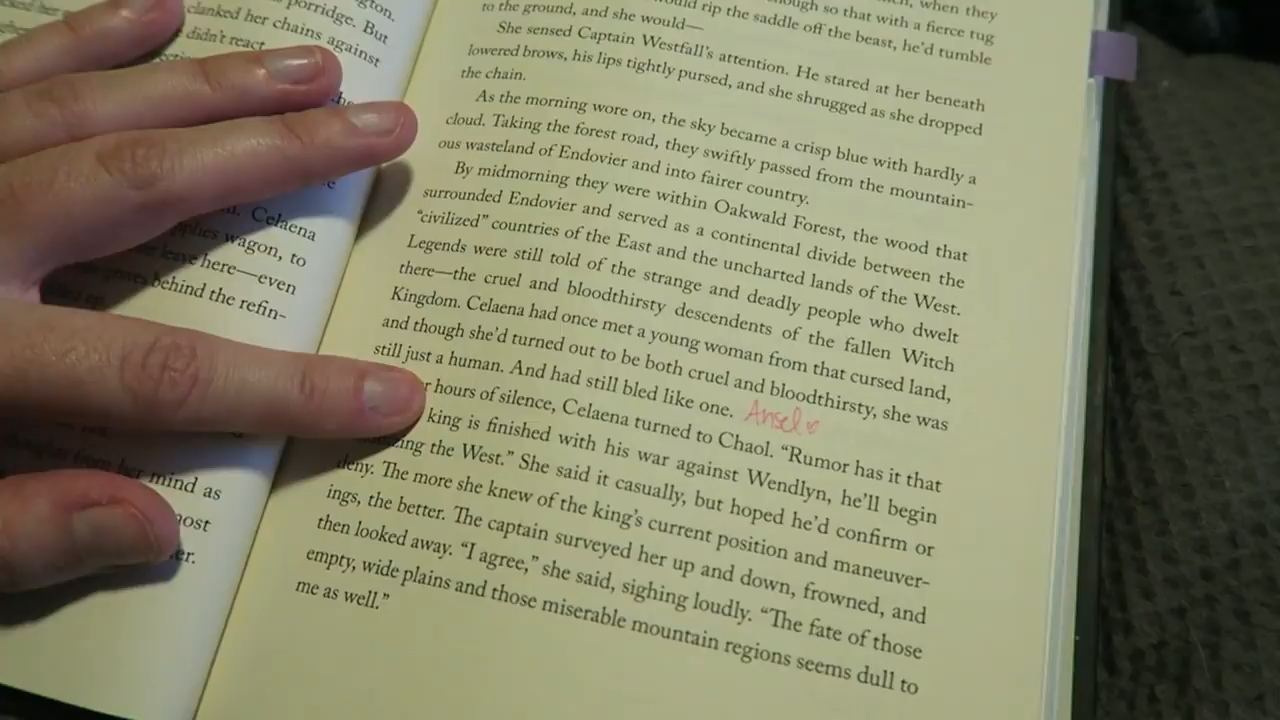 ngton.
porridge. But
clanked her chains against
didn't react
Celaena
supplies wagon, to
leave here—even
behind the refin-
her mind as
most
to the ground, and she would—
would rip the saddle off the beast, he'd tumble
so that with a fierce tug
when they
She sensed Captain Westfall's attention. He stared at her beneath
lowered brows, his lips tightly pursed, and she shrugged as she dropped
the chain.
As the morning wore on, the sky became a crisp blue with hardly a
cloud. Taking the forest road, they swiftly passed from the mountain-
ous wasteland of Endovier and into fairer country.
By midmorning they were within Oakwald Forest, the wood that
surrounded Endovier and served as a continental divide between the
“civilized” countries of the East and the uncharted lands of the West.
Legends were still told of the strange and deadly people who dwelt
there—the cruel and bloodthirsty descendents of the fallen Witch
Kingdom. Celaena had once met a young woman from that cursed land,
and though she'd turned out to be both cruel and bloodthirsty, she was
still just a human. And had still bled like one. Ansel ♡
hours of silence, Celaena turned to Chaol. “Rumor has it that
king is finished with his war against Wendlyn, he'll begin
the West.” She said it casually, but hoped he'd confirm or
deny. The more she knew of the king's current position and maneuver-
ings, the better. The captain surveyed her up and down, frowned, and
then looked away. “I agree,” she said, sighing loudly. “The fate of those
empty, wide plains and those miserable mountain regions seems dull to
me as well.”